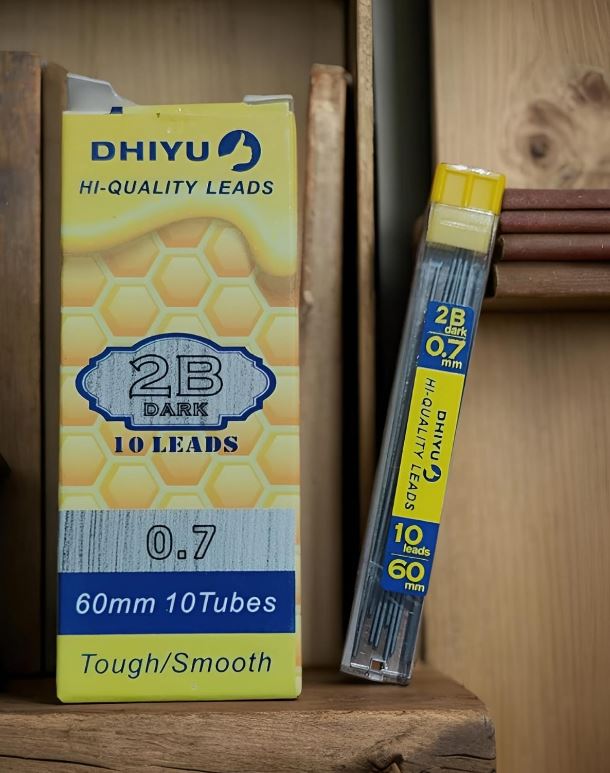 DHIYU
HI-QUALITY LEADS
2B
DARK
10 LEADS
0.7
60mm 10Tubes
Tough/Smooth
2B
dark
0.7
mm
DHIYU
HI-QUALITY LEADS
10
leads
60
mm